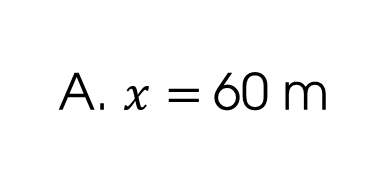 A. x = 60 m